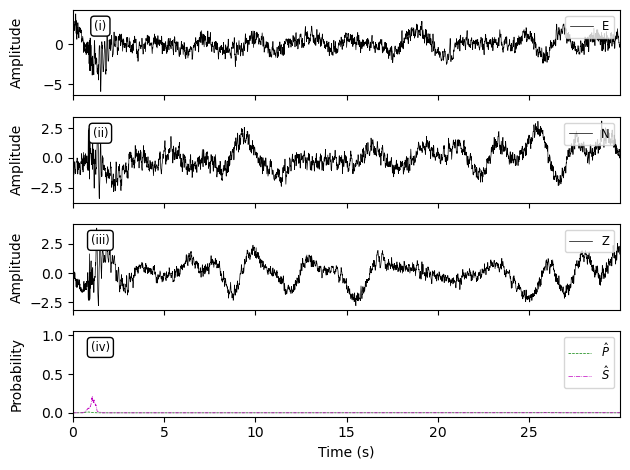 (i)
E
Amplitude
0
−5
(ii)
N
Amplitude
2.5
0.0
−2.5
(iii)
Z
Amplitude
2.5
0.0
−2.5
(iv)
P̂
Ŝ
Probability
1.0
0.5
0.0
0 5 10 15 20 25
Time (s)